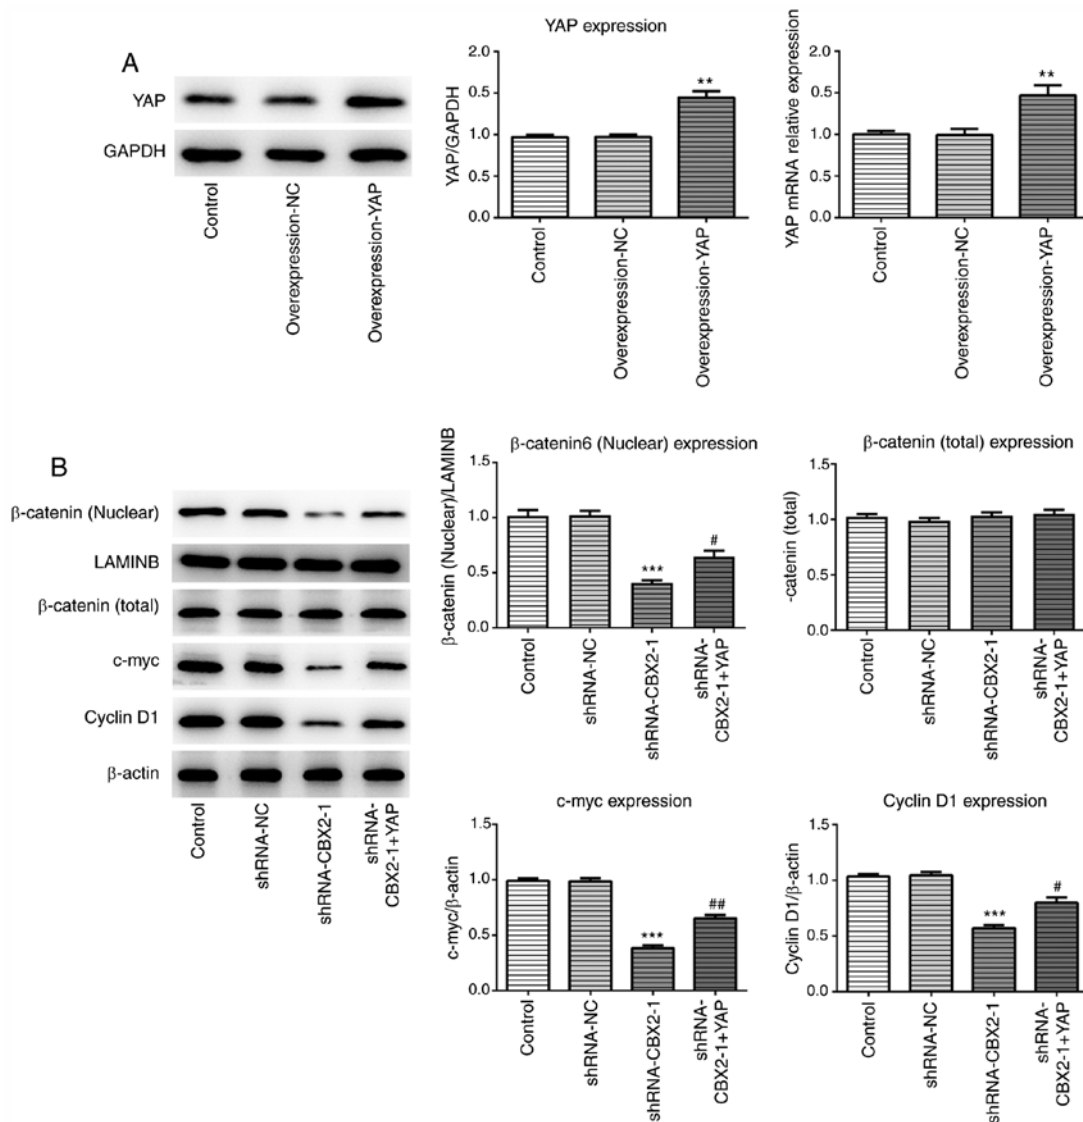 A
YAP
GAPDH
Control
Overexpression-NC
Overexpression-YAP
YAP expression
YAP/GAPDH
2.0
0.5
1.0
0.5
0.0
Control
Overexpression-NC
Overexpression-YAP
YAP mRNA relative expression
2.0
0.5
1.0
0.5
0.0
**
**
Control
Overexpression-NC
Overexpression-YAP
B
β-catenin (Nuclear)
LAMINB
β-catenin (total)
c-myc
Cyclin D1
β-actin
Control
shRNA-NC
shRNA-CBX2-1
shRNA-
CBX2-1+YAP
β-catenin6 (Nuclear) expression
β-catenin (Nuclear)/LAMINB
1.5
1.0
0.5
0.0
***
#
Control
shRNA-NC
shRNA-CBX2-1
shRNA-
CBX2-1+YAP
β-catenin (total) expression
-catenin (total)
1.5
1.0
0.5
0.0
Control
shRNA-NC
shRNA-CBX2-1
shRNA-
CBX2-1+YAP
c-myc expression
c-myc/β-actin
1.5
1.0
0.5
0.0
***
##
Control
shRNA-NC
shRNA-CBX2-1
shRNA-
CBX2-1+YAP
Cyclin D1 expression
Cyclin D1/β-actin
1.5
1.0
0.5
0.0
***
#
Control
shRNA-NC
shRNA-CBX2-1
shRNA-
CBX2-1+YAP